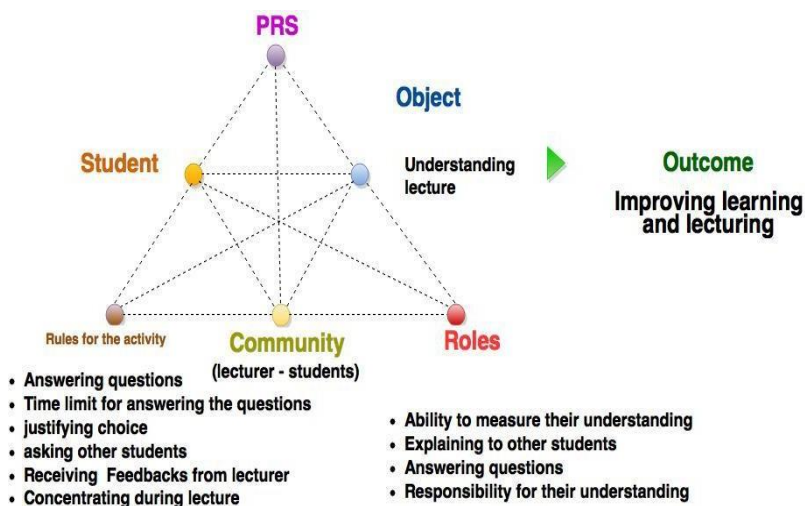 PRS
Object
Student
Understanding
lecture
Outcome
Improving learning
and lecturing
Rules for the activity
Community
(lecturer - students)
Roles
• Answering questions
• Time limit for answering the questions
• justifying choice
• asking other students
• Receiving Feedbacks from lecturer
• Concentrating during lecture
• Ability to measure their understanding
• Explaining to other students
• Answering questions
• Responsibility for their understanding